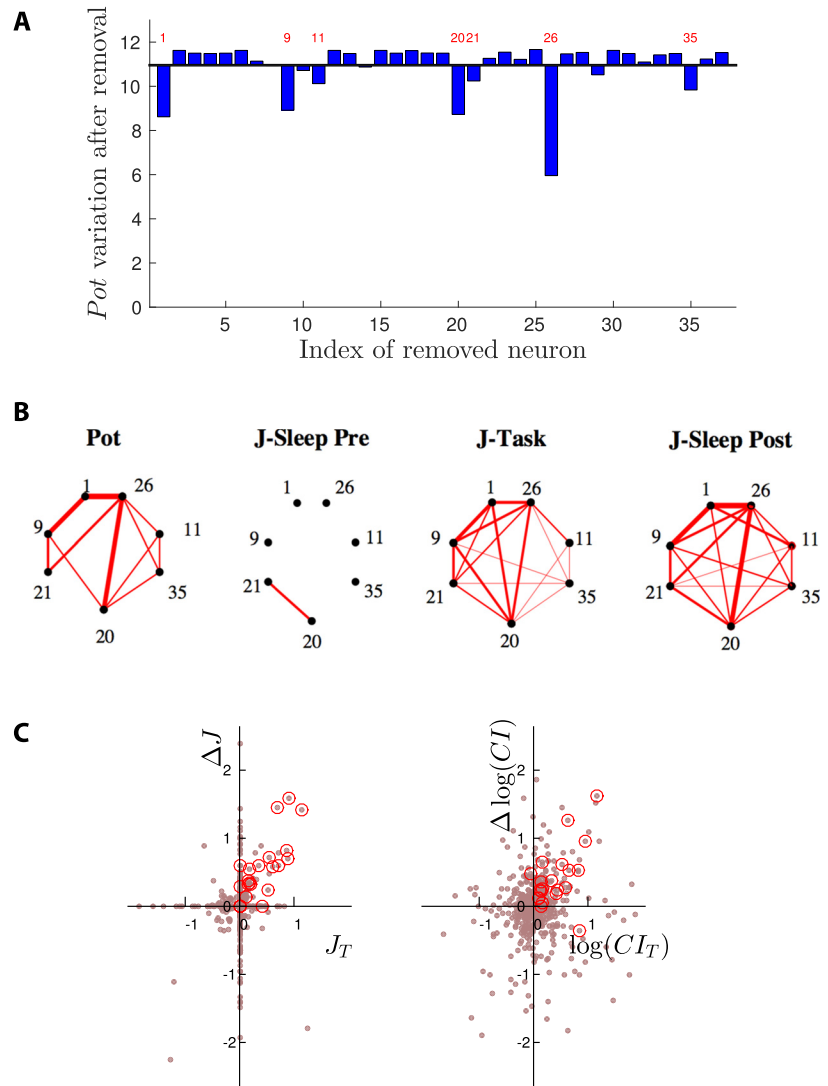 A
Pot variation after removal
12
10
8
6
4
2
0
1 9 11 20 21 26 35
5 10 15 20 25 30 35
Index of removed neuron
B
Pot
1 26
9 11
21 35
20
J-Sleep Pre
1 26
9 11
21 35
20
J-Task
1 26
9 11
21 35
20
J-Sleep Post
1 26
9 11
21 35
20
C
ΔJ
2
1
0
-1 0 1
J_T
-1
-2
Δ log(CI)
2
1
0
-1 0 1
log(CI_T)
-1
-2